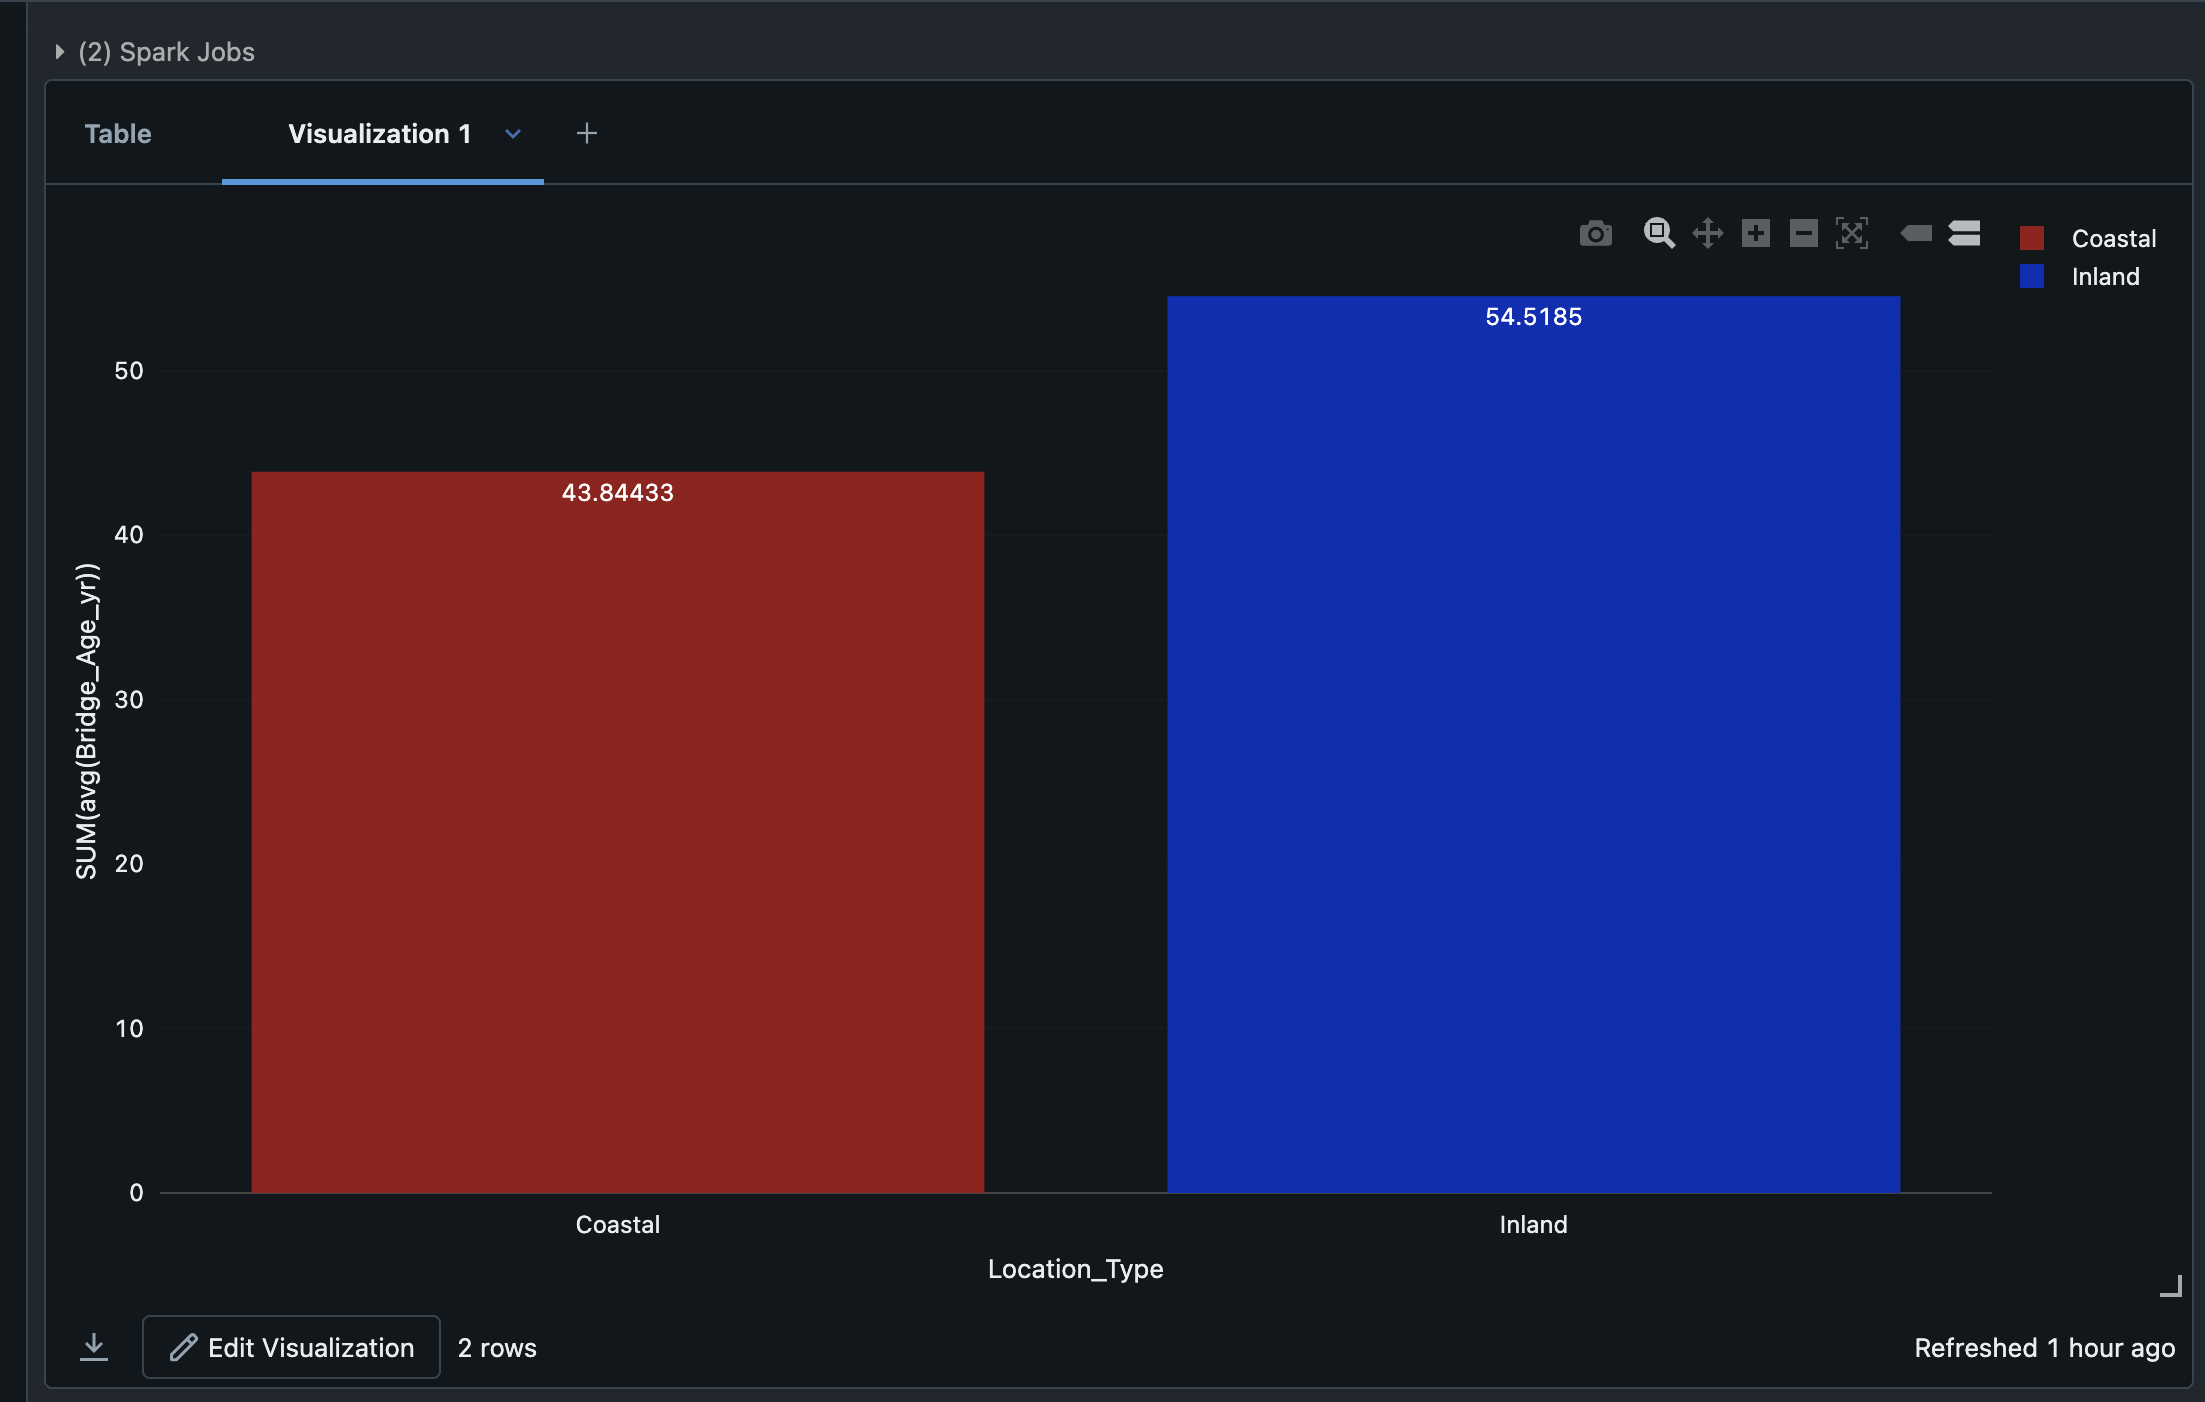 (2) Spark Jobs
Table
Visualization 1
Coastal
Inland
54.5185
43.84433
50
40
30
20
10
0
SUM(avg(Bridge_Age_yr))
Coastal
Inland
Location_Type
Edit Visualization
2 rows
Refreshed 1 hour ago